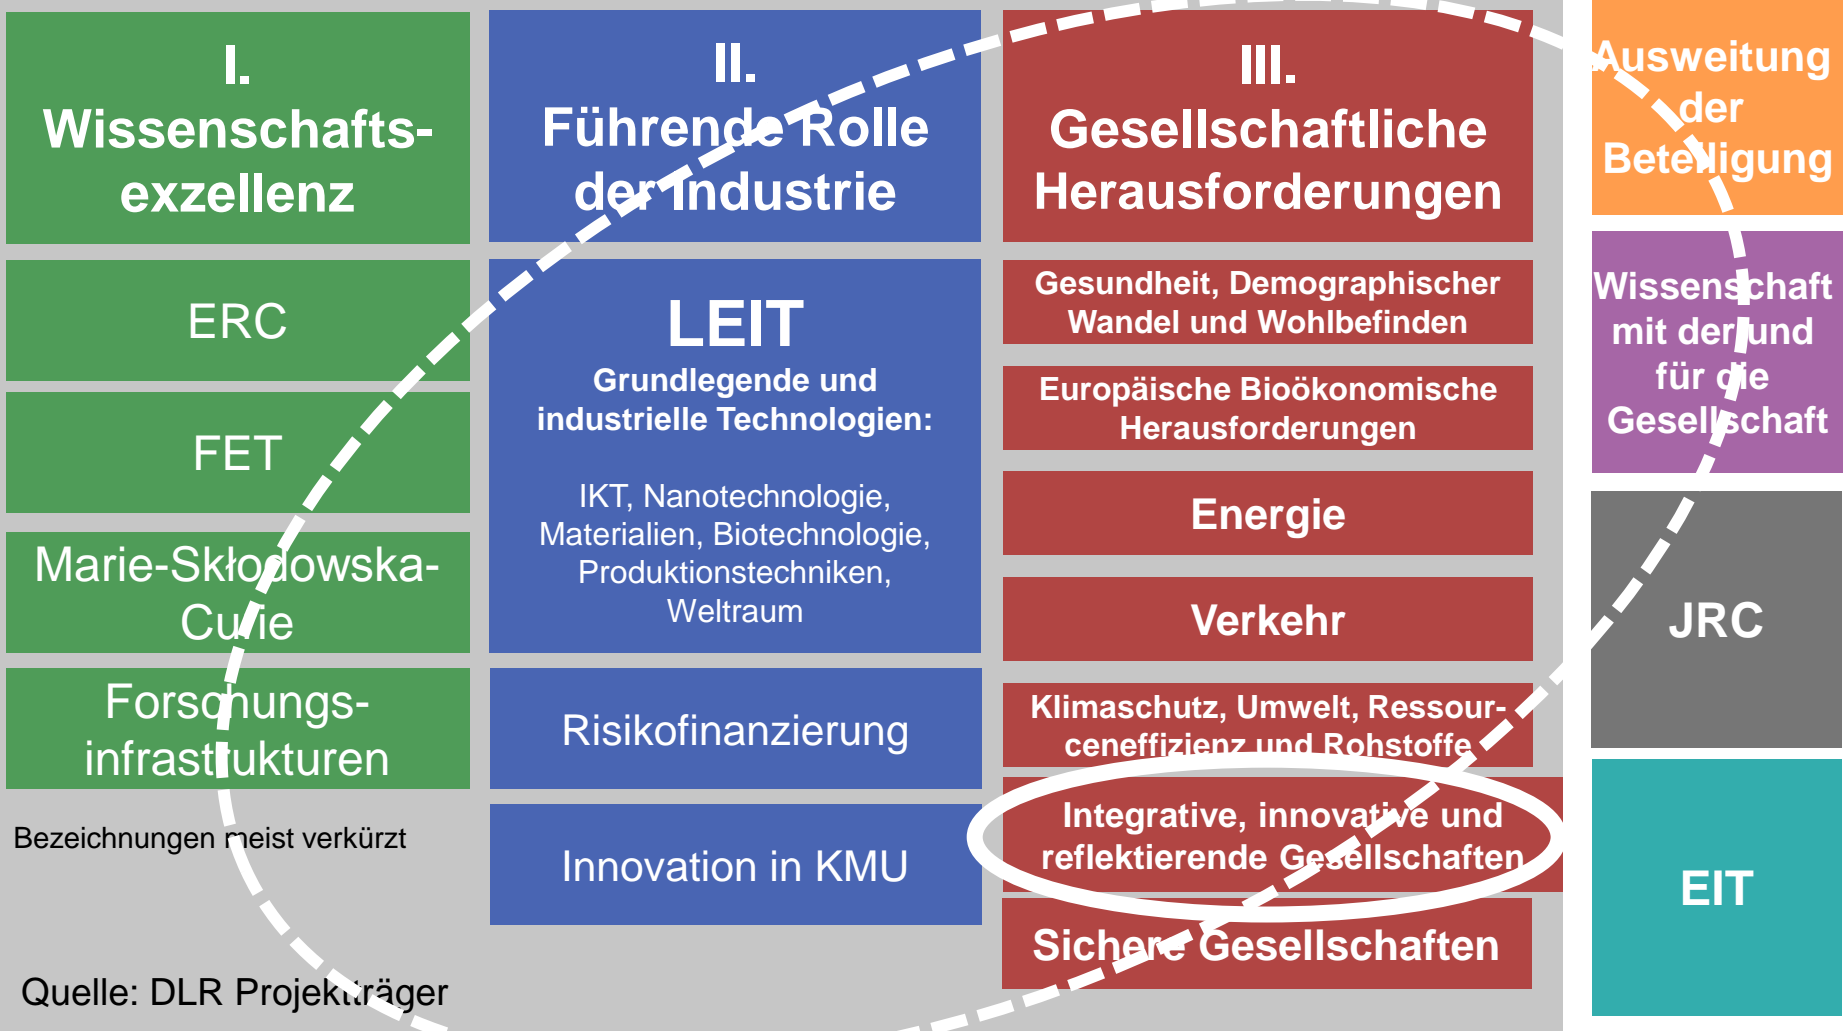 I.
Wissenschafts-
exzellenz
ERC
FET
Marie-Skłodowska-
Curie
Forschungs-
infrastrukturen
Bezeichnungen meist verkürzt
Quelle: DLR Projektträger
II.
Führende Rolle
der Industrie
LEIT
Grundlegende und
industrielle Technologien:
IKT, Nanotechnologie,
Materialien, Biotechnologie,
Produktionstechniken,
Weltraum
Risikofinanzierung
Innovation in KMU
III.
Gesellschaftliche
Herausforderungen
Gesundheit, Demographischer
Wandel und Wohlbefinden
Europäische Bioökonomische
Herausforderungen
Energie
Verkehr
Klimaschutz, Umwelt, Ressour-
ceneffizienz und Rohstoffe
Integrative, innovative und
reflektierende Gesellschaften
Sichere Gesellschaften
Ausweitung
der
Beteiligung
Wissenschaft
mit der und
für die
Gesellschaft
JRC
EIT